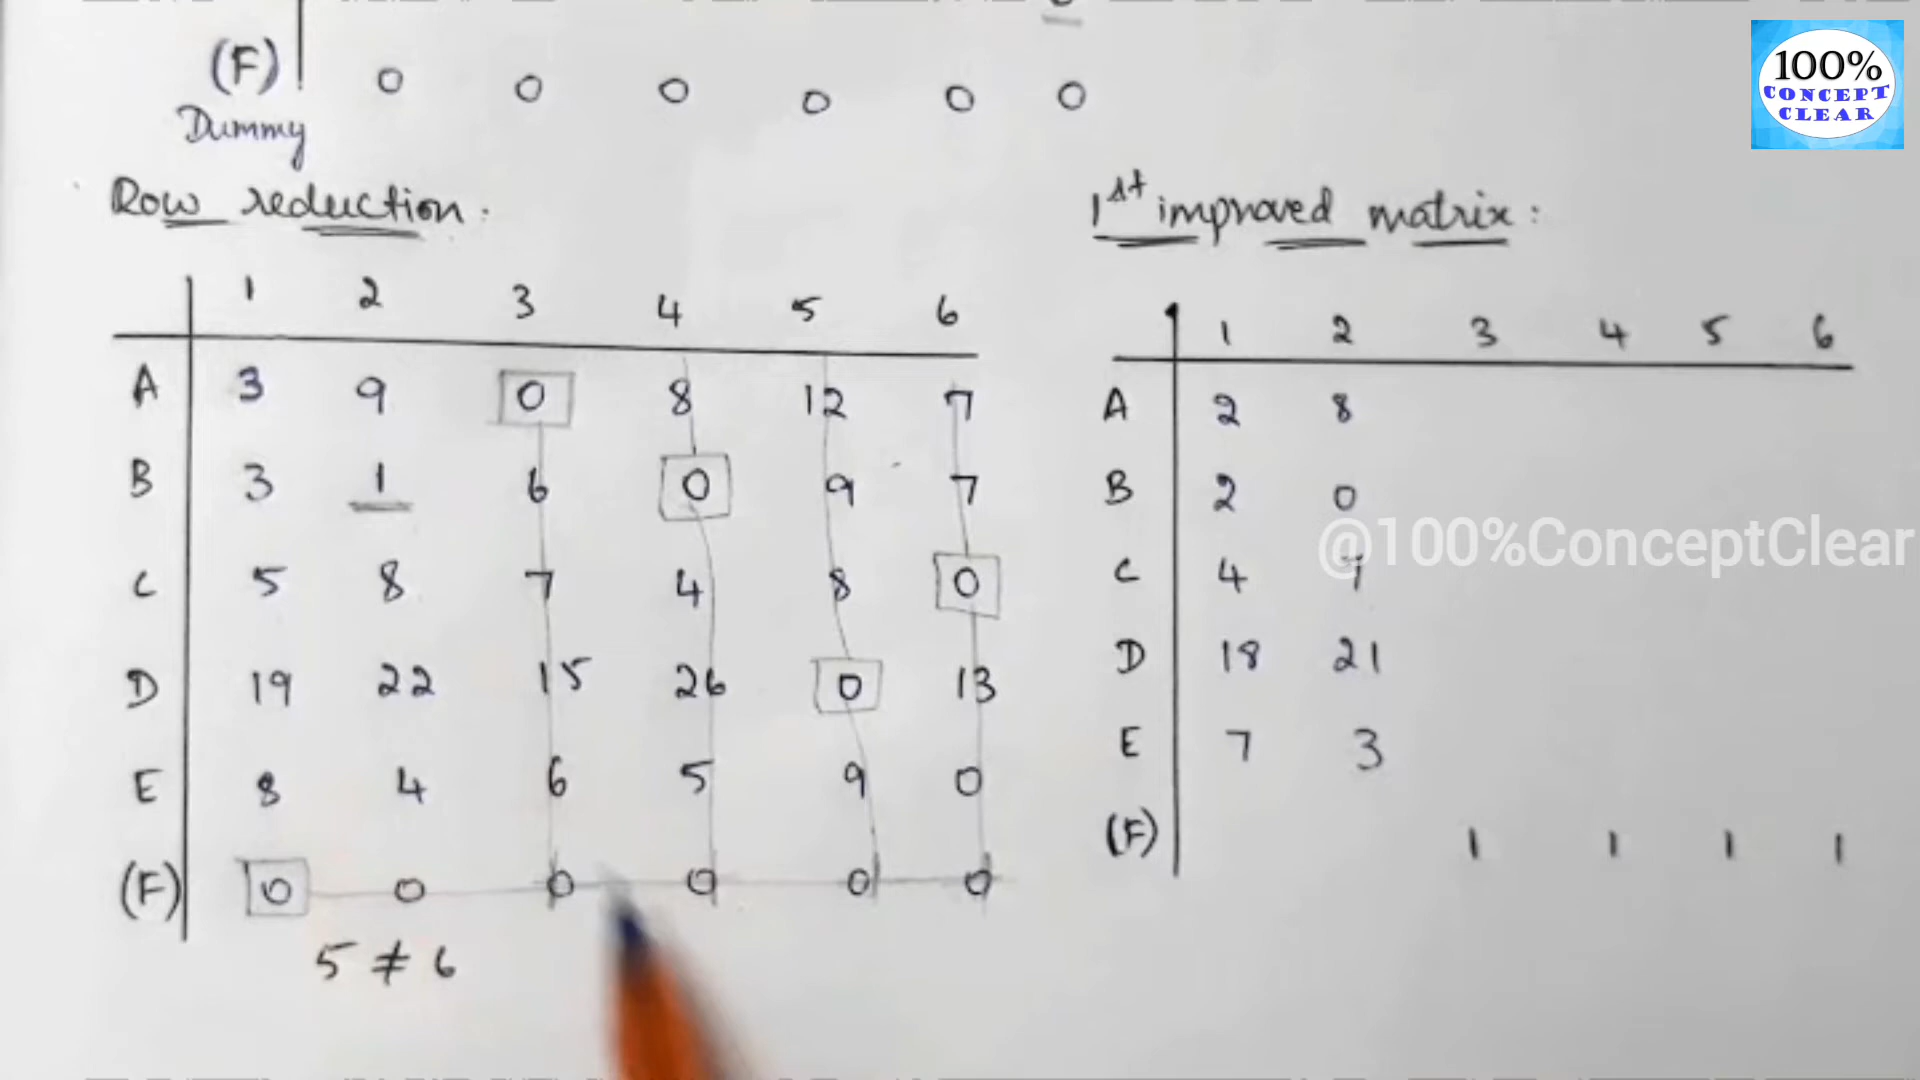 (F) 0 0 0 0 0 0
Dummy
100%
CONCEPT
CLEAR
Row reduction:
1 2 3 4 5 6
A 3 9 0 8 12 7
B 3 1 6 0 9 7
C 5 8 7 4 8 0
D 19 22 15 26 0 13
E 8 4 6 5 9 0
(F) 0 0 0 0 0 0
5 ≠ 6
1st improved matrix:
1 2 3 4 5 6
A 2 8
B 2 0
@100%ConceptClear
C 4 7
D 18 21
E 7 3
(F) 1 1 1 1